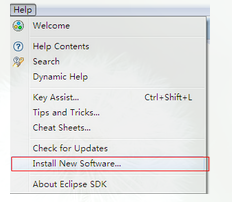 Help
Welcome
Help Contents
Search
Dynamic Help
Key Assist... Ctrl+Shift+L
Tips and Tricks...
Cheat Sheets...
Check for Updates
Install New Software...
About Eclipse SDK